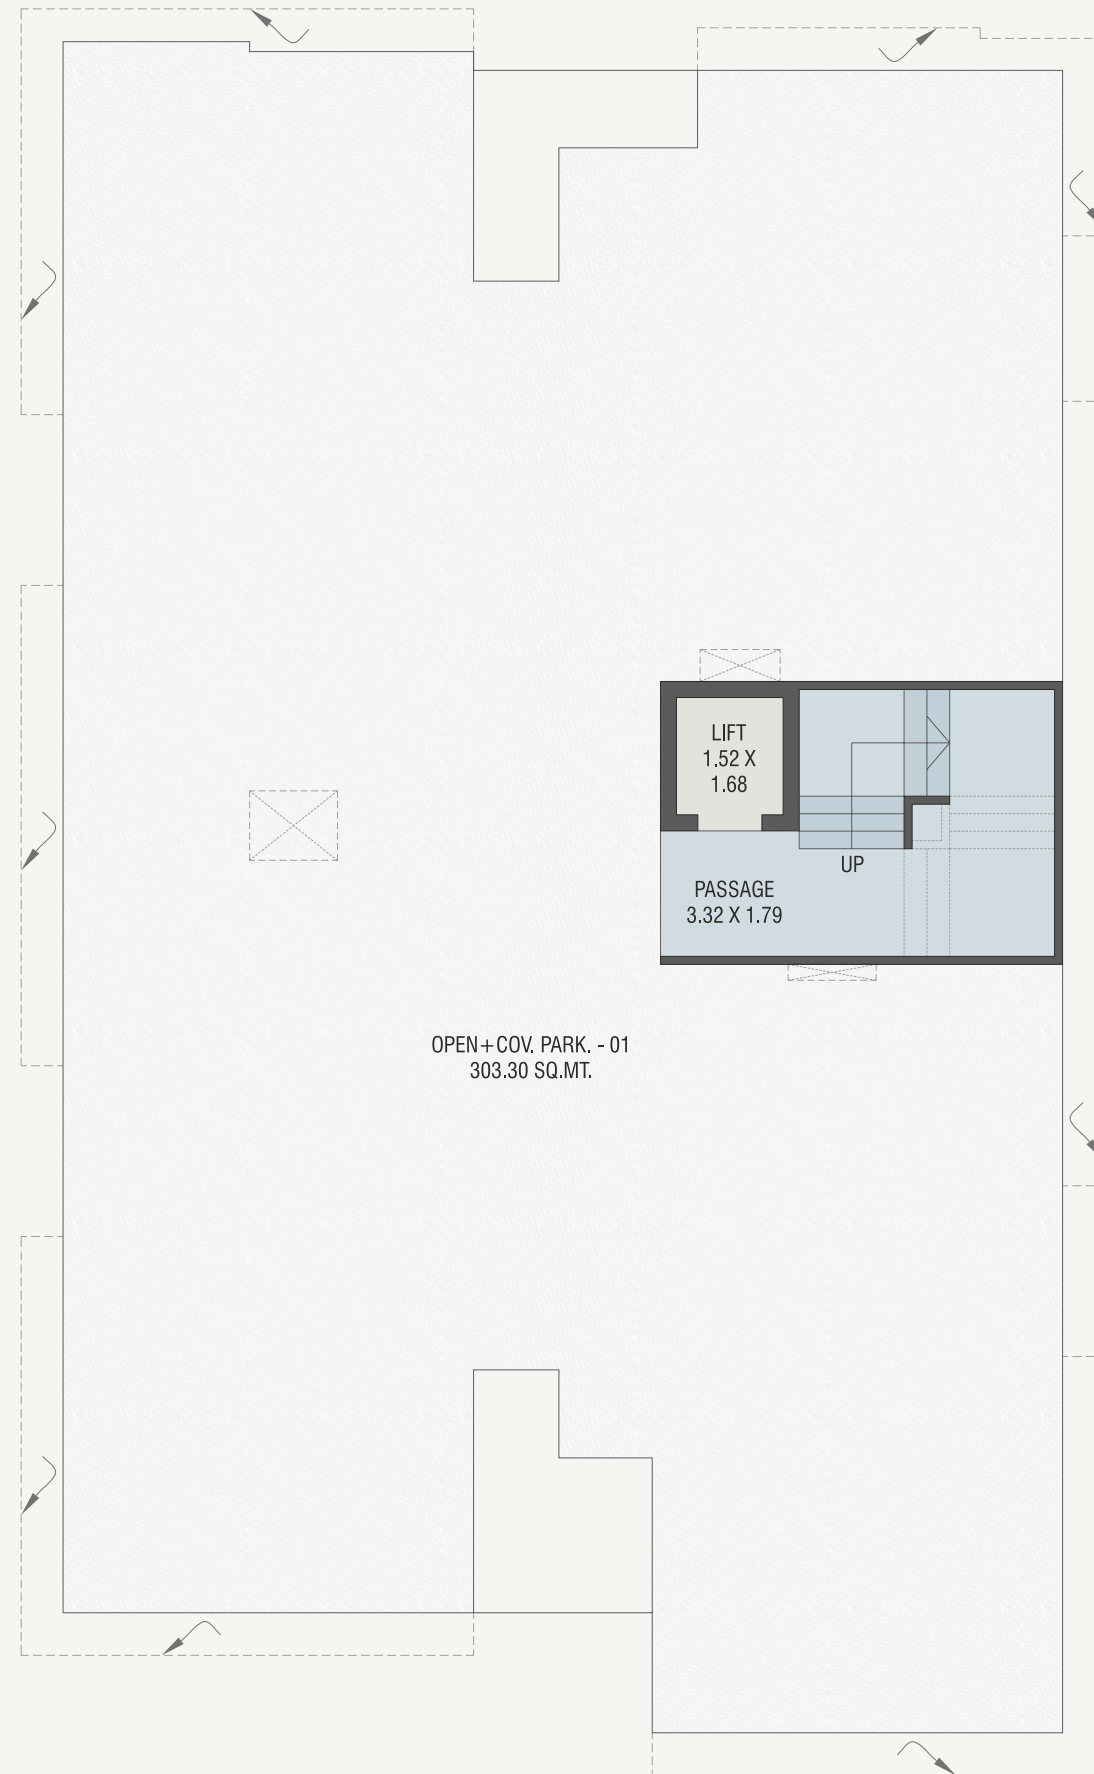 LIFT
1.52 X
1.68
UP
PASSAGE
3.32 X 1.79
OPEN+COV. PARK. - 01
303.30 SQ.MT.